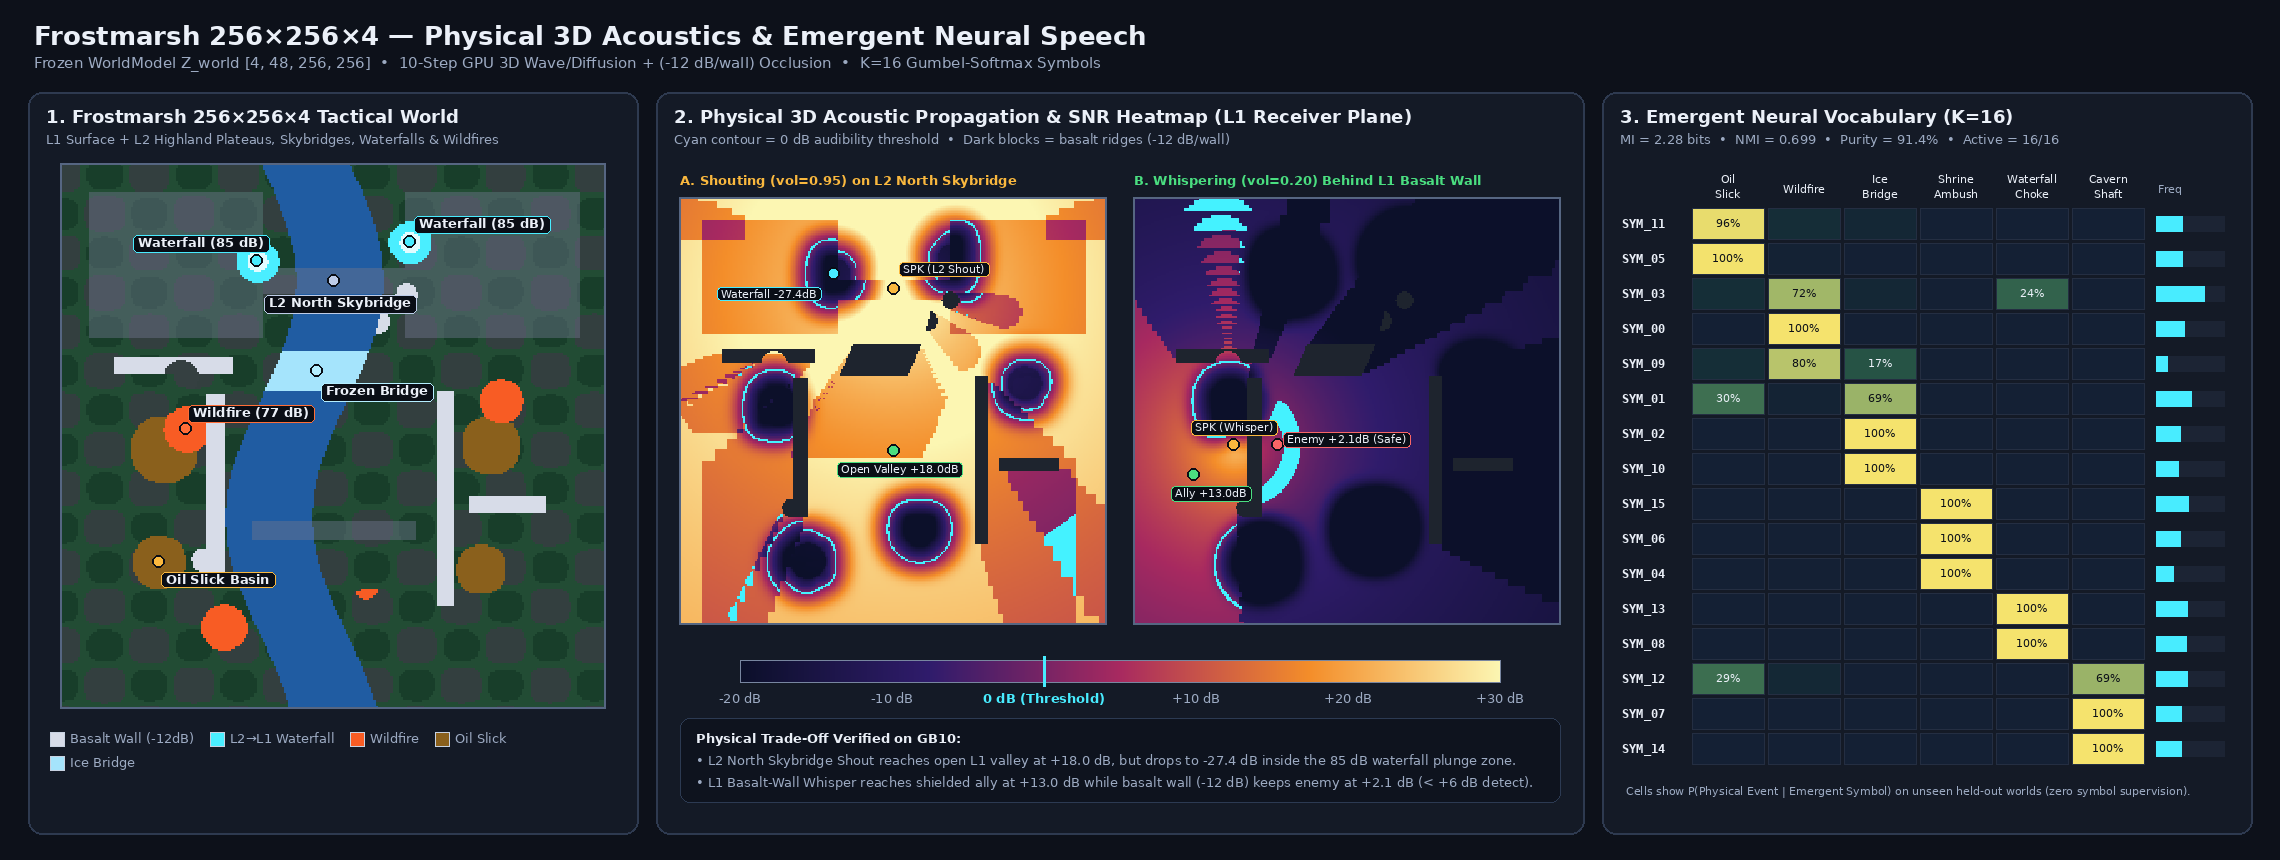 Frostmarsh 256×256×4 — Physical 3D Acoustics & Emergent Neural Speech
Frozen WorldModel Z_world [4, 48, 256, 256] • 10-Step GPU 3D Wave/Diffusion + (-12 dB/wall) Occlusion • K=16 Gumbel-Softmax Symbols
1. Frostmarsh 256×256×4 Tactical World
L1 Surface + L2 Highland Plateaus, Skybridges, Waterfalls & Wildfires
Waterfall (85 dB)
Waterfall (85 dB)
L2 North Skybridge
Frozen Bridge
Wildfire (77 dB)
Oil Slick Basin
Basalt Wall (-12dB)
L2→L1 Waterfall
Wildfire
Oil Slick
Ice Bridge
2. Physical 3D Acoustic Propagation & SNR Heatmap (L1 Receiver Plane)
Cyan contour = 0 dB audibility threshold • Dark blocks = basalt ridges (-12 dB/wall)
A. Shouting (vol=0.95) on L2 North Skybridge
SPK (L2 Shout)
Waterfall -27.4dB
Open Valley +18.0dB
B. Whispering (vol=0.20) Behind L1 Basalt Wall
SPK (Whisper)
Enemy +2.1dB (Safe)
Ally +13.0dB
-20 dB
-10 dB
0 dB (Threshold)
+10 dB
+20 dB
+30 dB
Physical Trade-Off Verified on GB10:
• L2 North Skybridge Shout reaches open L1 valley at +18.0 dB, but drops to -27.4 dB inside the 85 dB waterfall plunge zone.
• L1 Basalt-Wall Whisper reaches shielded ally at +13.0 dB while basalt wall (-12 dB) keeps enemy at +2.1 dB (< +6 dB detect).
3. Emergent Neural Vocabulary (K=16)
MI = 2.28 bits • NMI = 0.699 • Purity = 91.4% • Active = 16/16
Oil Slick
Wildfire
Ice Bridge
Shrine Ambush
Waterfall Choke
Cavern Shaft
Freq
SYM_11 96%
SYM_05 100%
SYM_03 72% 24%
SYM_00 100%
SYM_09 80% 17%
SYM_01 30% 69%
SYM_02 100%
SYM_10 100%
SYM_15 100%
SYM_06 100%
SYM_04 100%
SYM_13 100%
SYM_08 100%
SYM_12 29% 69%
SYM_07 100%
SYM_14 100%
Cells show P(Physical Event | Emergent Symbol) on unseen held-out worlds (zero symbol supervision).